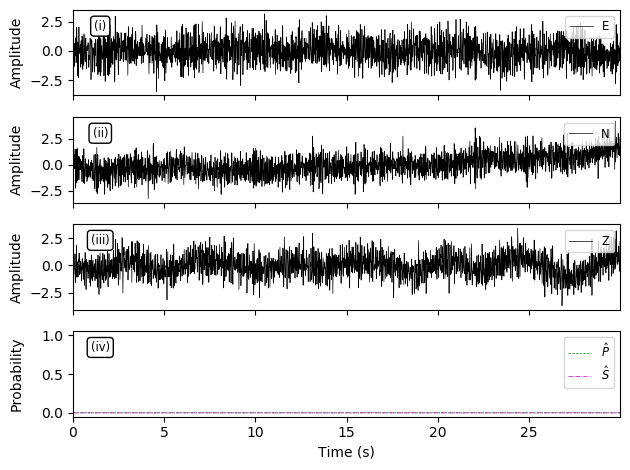 Amplitude
2.5
0.0
−2.5
(i)
E
Amplitude
2.5
0.0
−2.5
(ii)
N
Amplitude
2.5
0.0
−2.5
(iii)
Z
Probability
1.0
0.5
0.0
(iv)
P̂
Ŝ
0 5 10 15 20 25
Time (s)